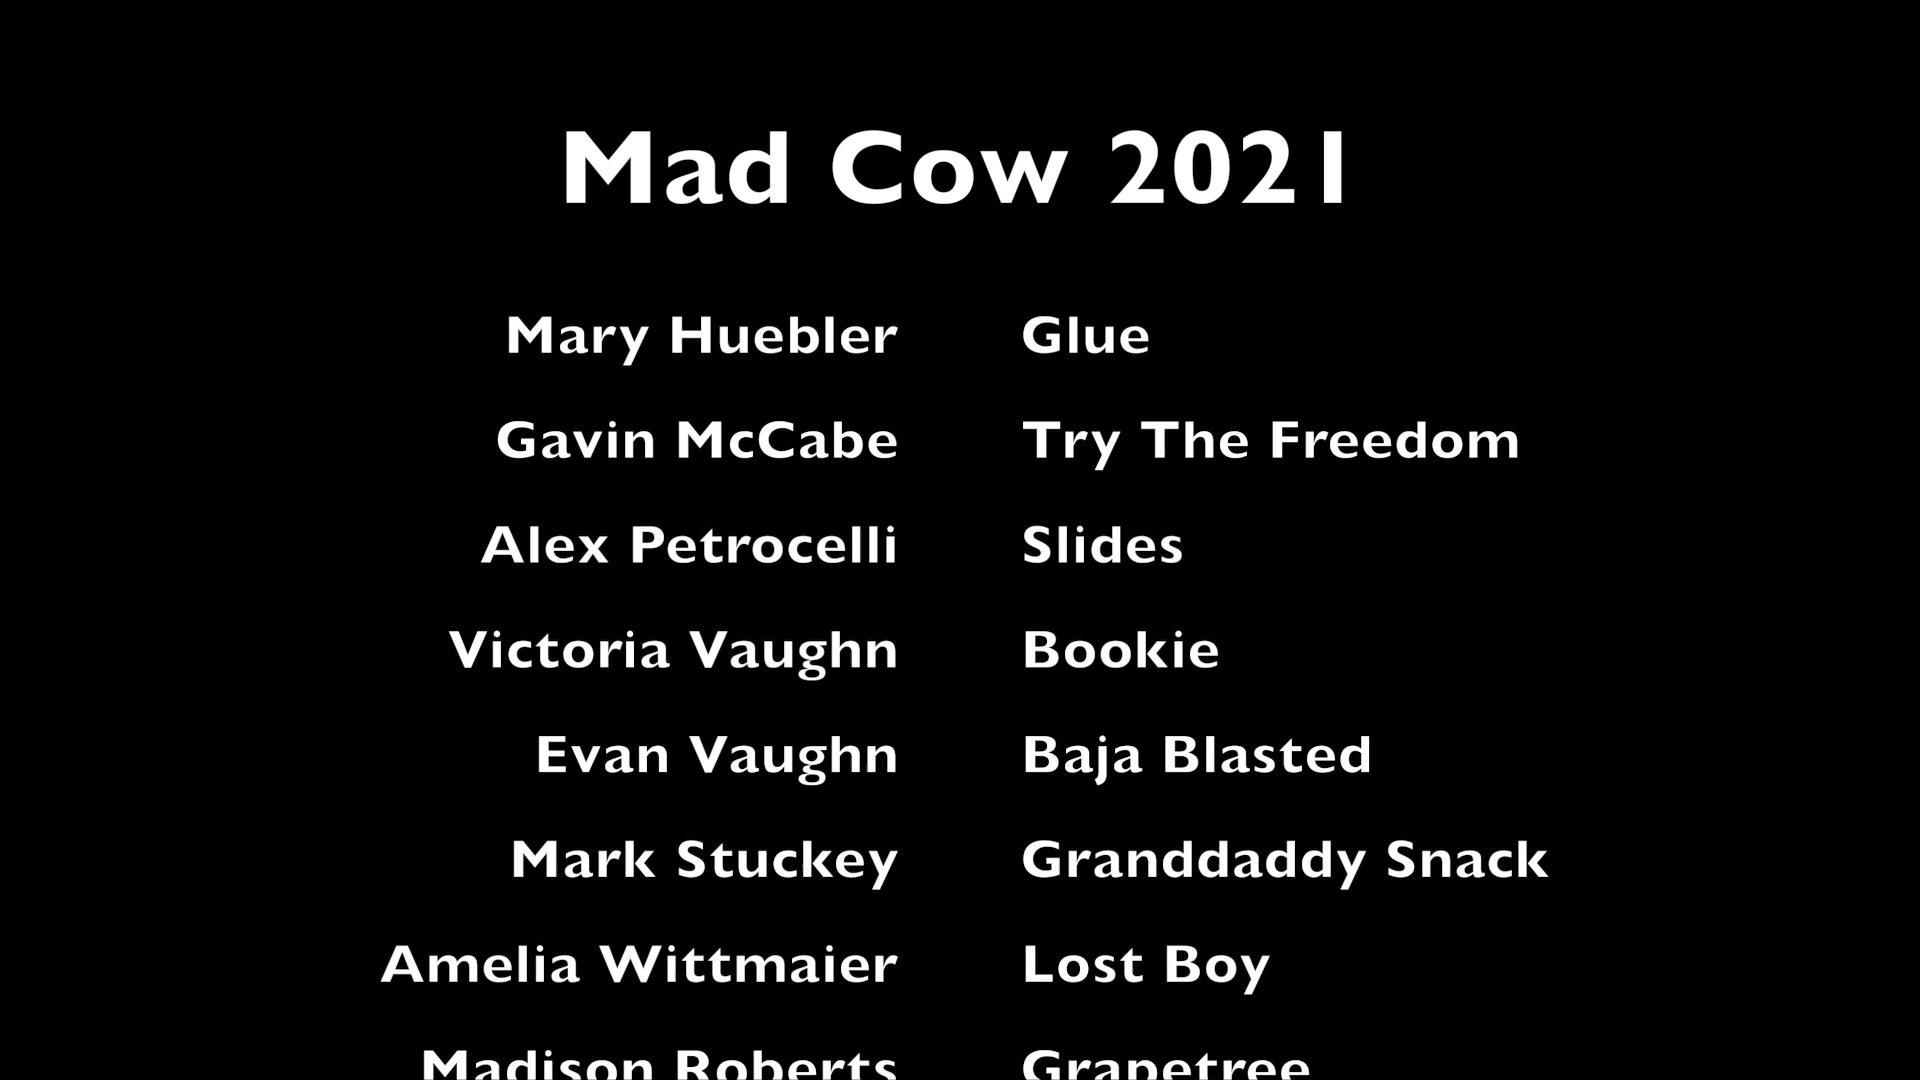 Mad Cow 2021
Mary Huebler Glue
Gavin McCabe Try The Freedom
Alex Petrocelli Slides
Victoria Vaughn Bookie
Evan Vaughn Baja Blasted
Mark Stuckey Granddaddy Snack
Amelia Wittmaier Lost Boy
Madison Roberts Grapetree